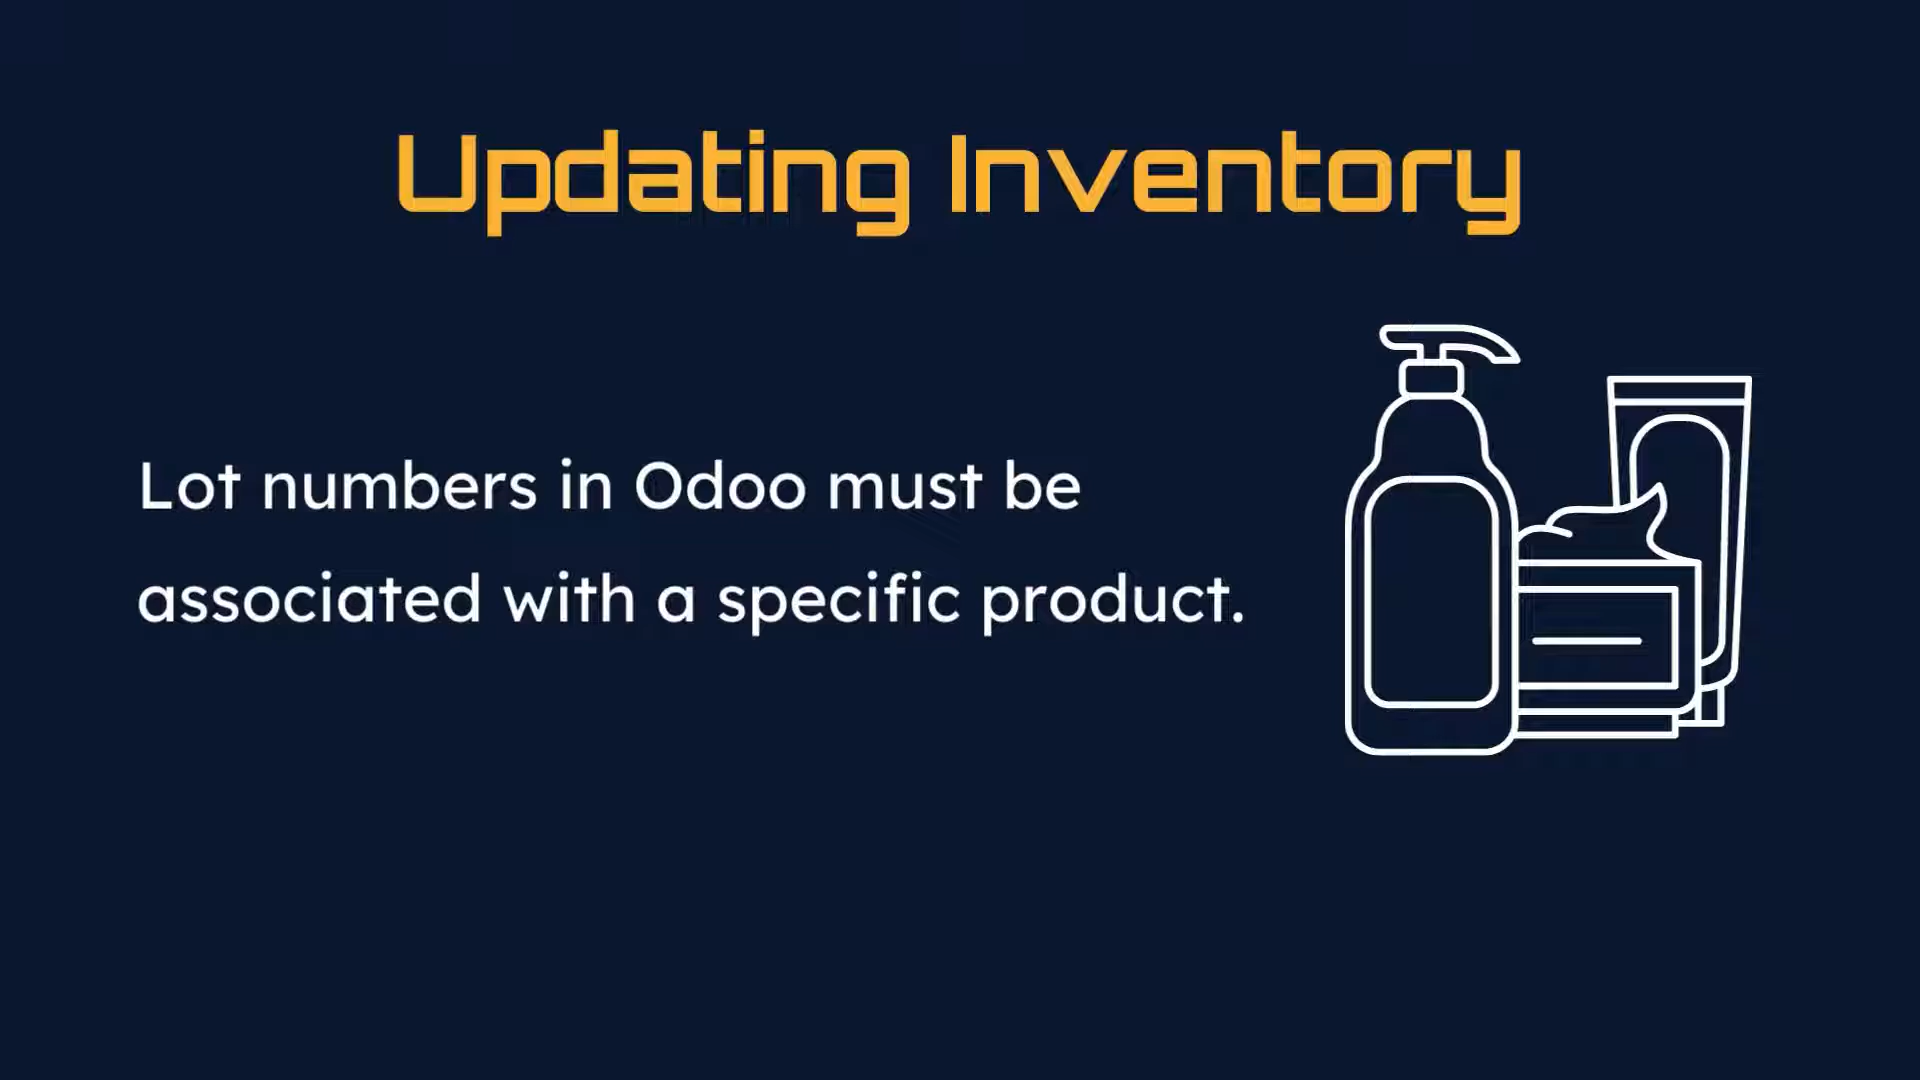 Updating Inventory
Lot numbers in Odoo must be
associated with a specific product.